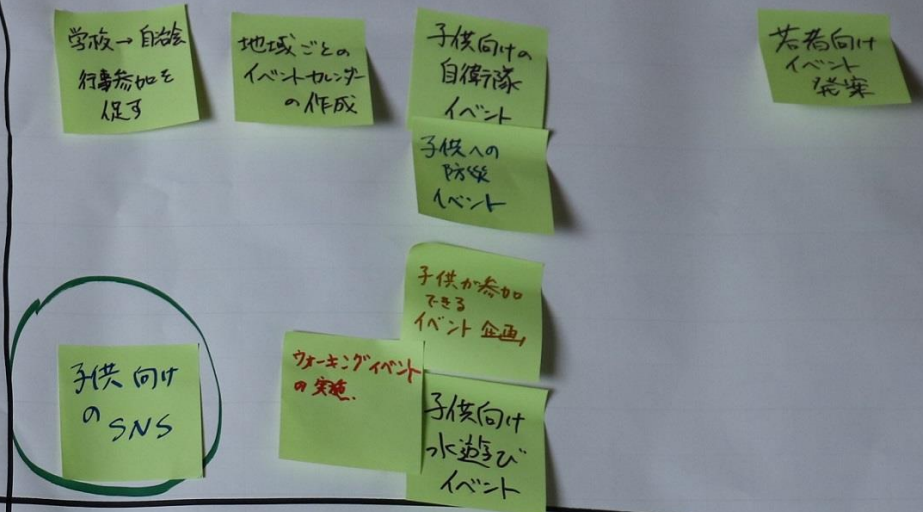 学校→自治会
行事参加を
促す
地域ごとの
イベントカレンダー
の作成
子供向けの
自衛隊
イベント
若者向け
イベント
発案
子供への
防災
イベント
子供が参加
できる
イベント企画
ウォーキングイベント
の実施.
子供向け
の
SNS
子供向け
水遊び
イベント